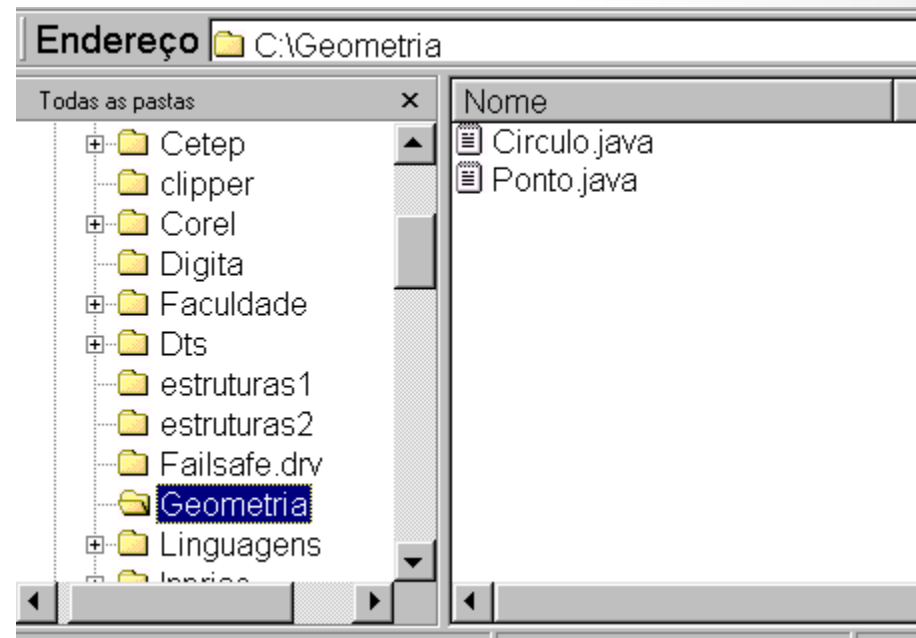 Endereço C:\Geometria
Todas as pastas
Cetep
clipper
Corel
Digita
Faculdade
Dts
estruturas1
estruturas2
Failsafe.drv
Geometria
Linguagens
Nome
Circulo.java
Ponto.java